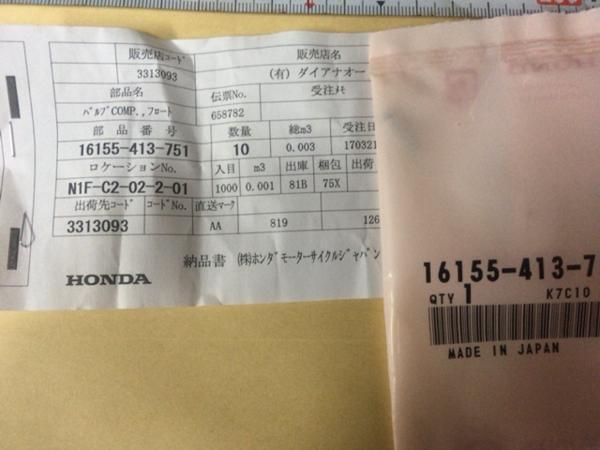 販売店ｺｰﾄﾞ 販売店名
3313093 (有) ダイアナオー
部品名 伝票No. 受注ﾒﾓ
ﾊﾞﾙﾌﾞCOMP.,ﾌﾛｰﾄ 658782
部品番号 数量 総m3 受注日
16155-413-751 10 0.003 170321
ロケーションNo. 入目 m3 出庫 梱包 出荷
N1F-C2-02-2-01 1000 0.001 81B 75X
出荷先ｺｰﾄﾞ ｺｰﾄﾞNo. 直送ﾏｰｸ
3313093 AA 819 126
HONDA 納品書 (株)ﾎﾝﾀﾞﾓｰﾀｰｻｲｸﾙｼﾞｬﾊﾟﾝ
16155-413-7
QTY 1 K7C10
MADE IN JAPAN